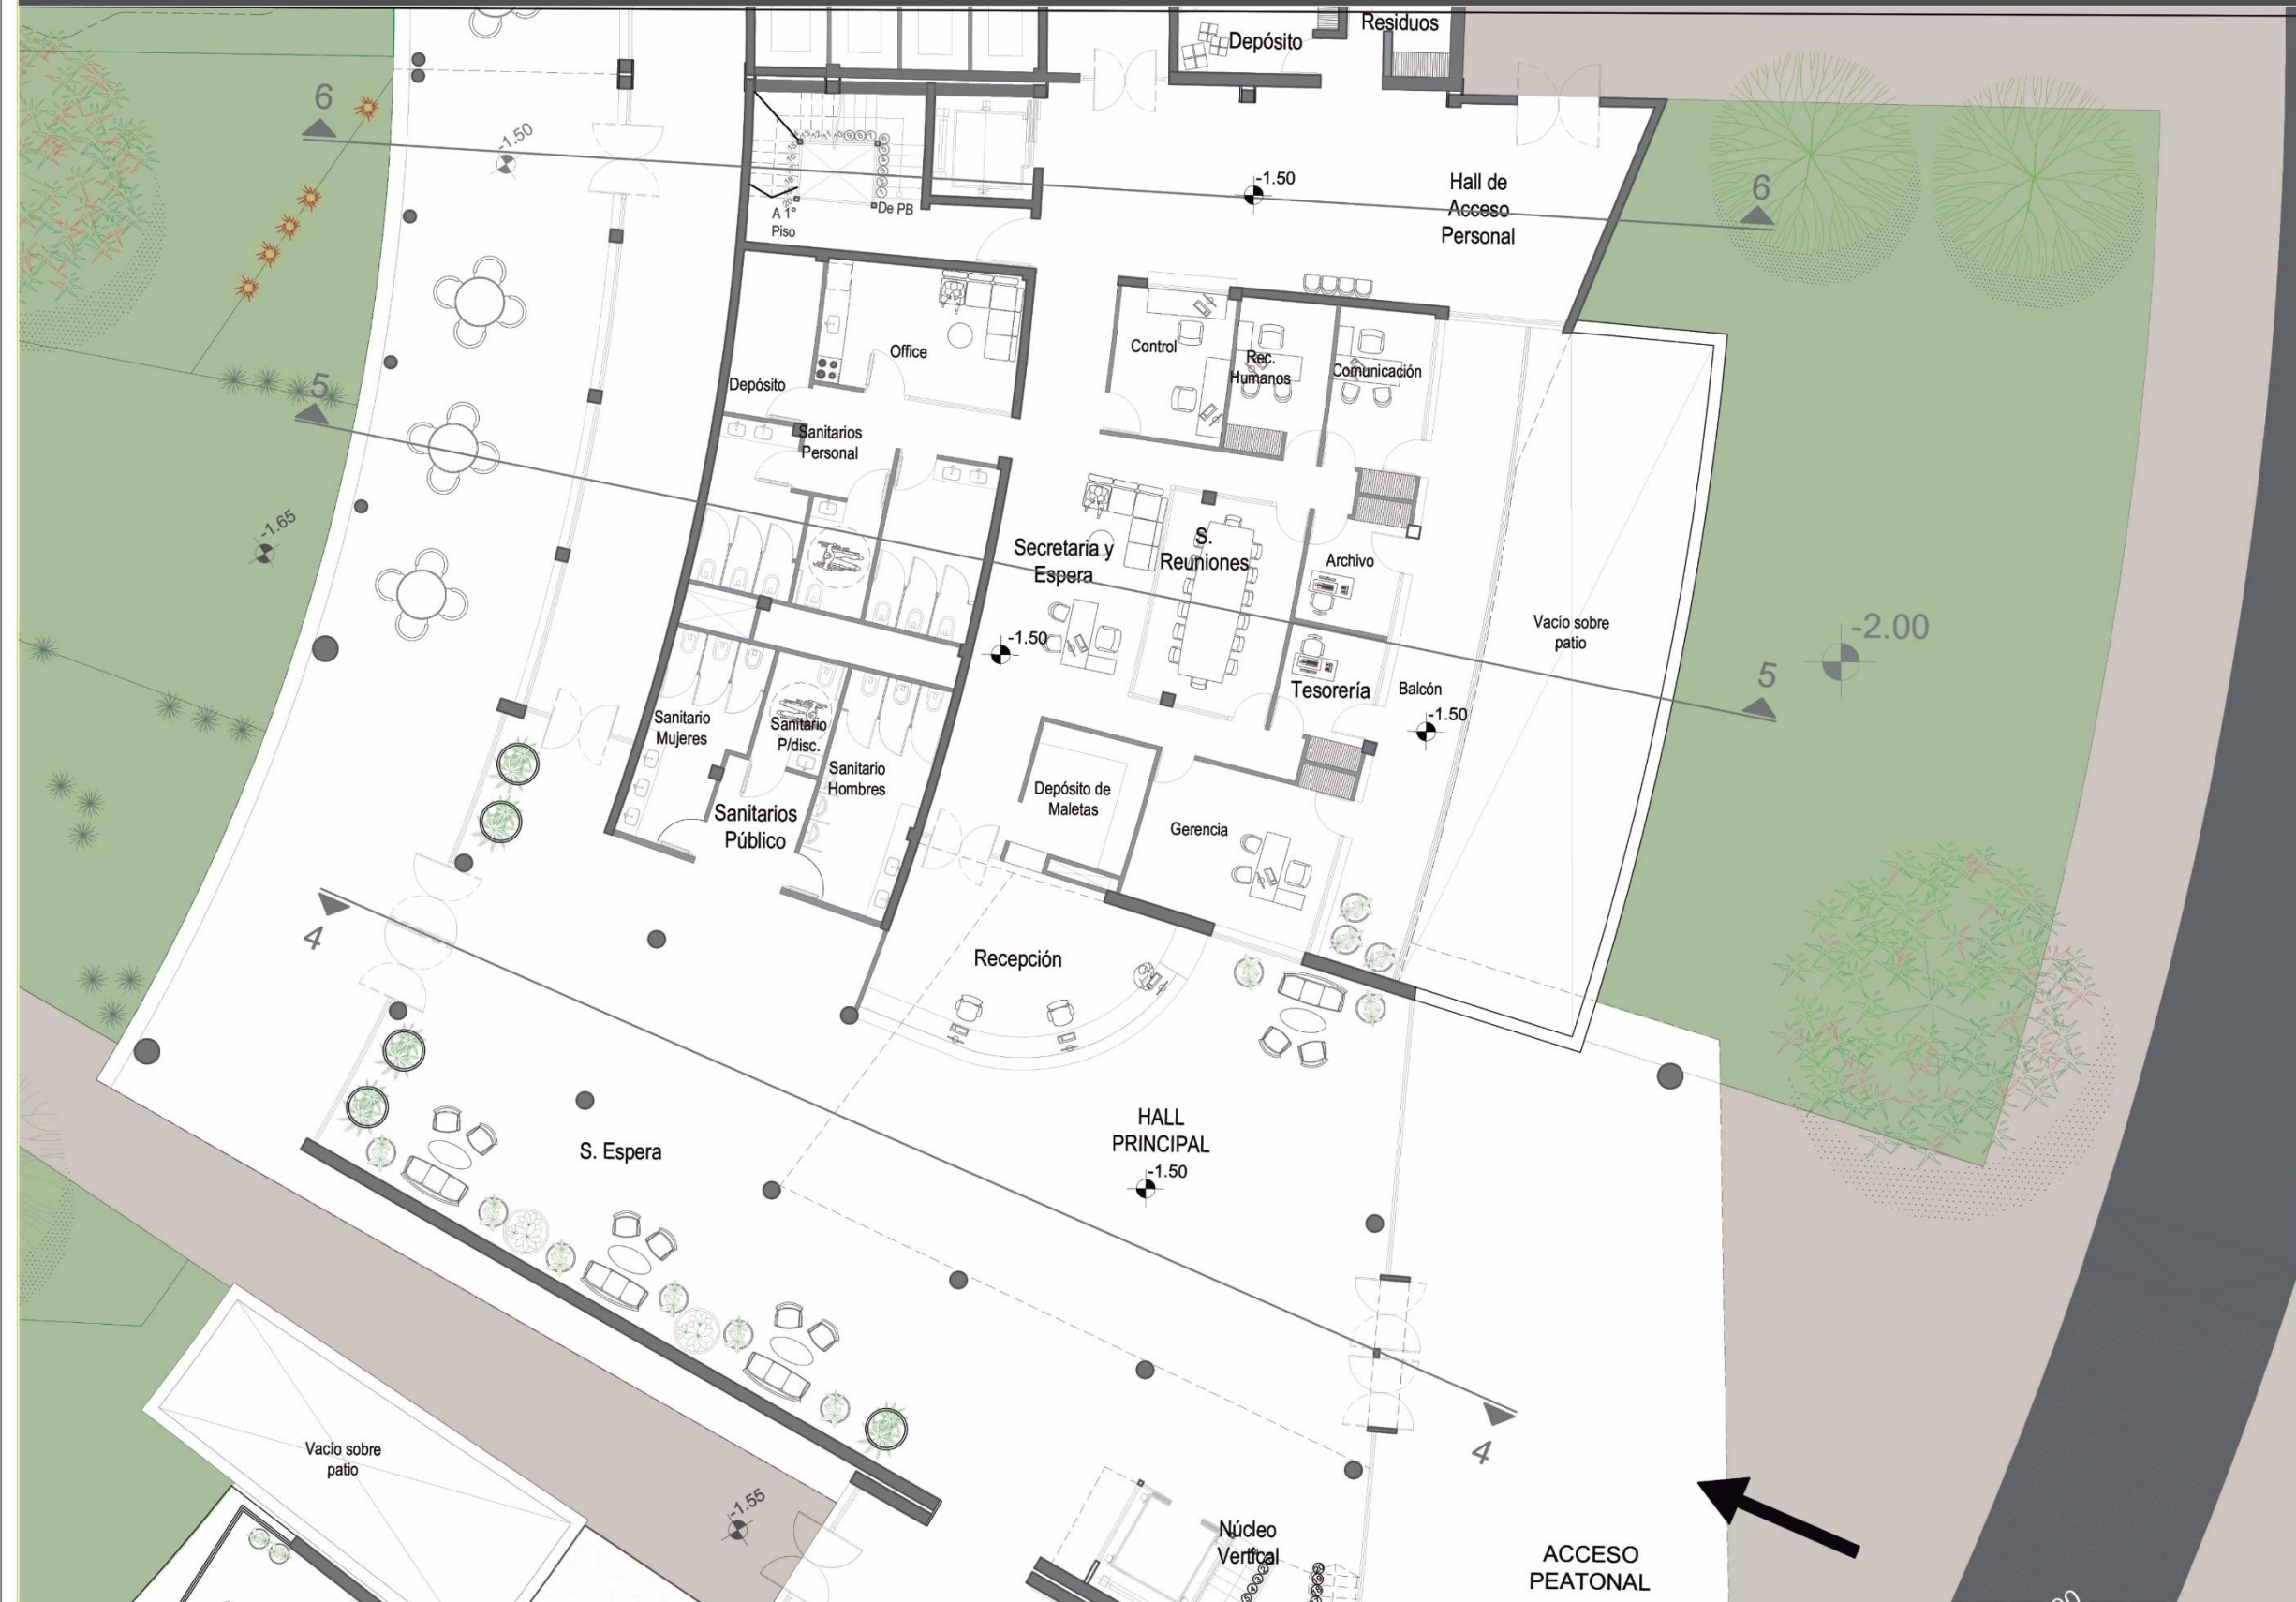 Residuos
Depósito
6
-1.50
-1.50
Hall de
Acceso
Personal
6
A 1°
Piso
De PB
Office
Control
Rec.
Humanos
Comunicación
Depósito
5
Sanitarios
Personal
-1.65
Secretaria y
Espera
S.
Reuniones
Archivo
Vacío sobre
patio
-2.00
-1.50
5
Tesorería
Balcón
-1.50
Sanitario
Mujeres
Sanitario
P/disc.
Sanitario
Hombres
Depósito de
Maletas
Sanitarios
Público
Gerencia
4
Recepción
HALL
PRINCIPAL
-1.50
S. Espera
4
Vacío sobre
patio
-1.55
Núcleo
Vertical
ACCESO
PEATONAL